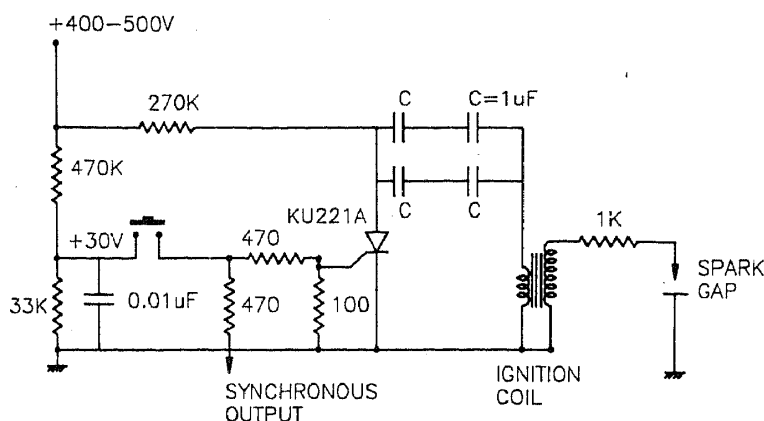 +400-500V
270K
C
C=1uF
470K
KU221A
C
C
+30V
470
1K
33K
0.01uF
470
100
SPARK
GAP
SYNCHRONOUS
OUTPUT
IGNITION
COIL